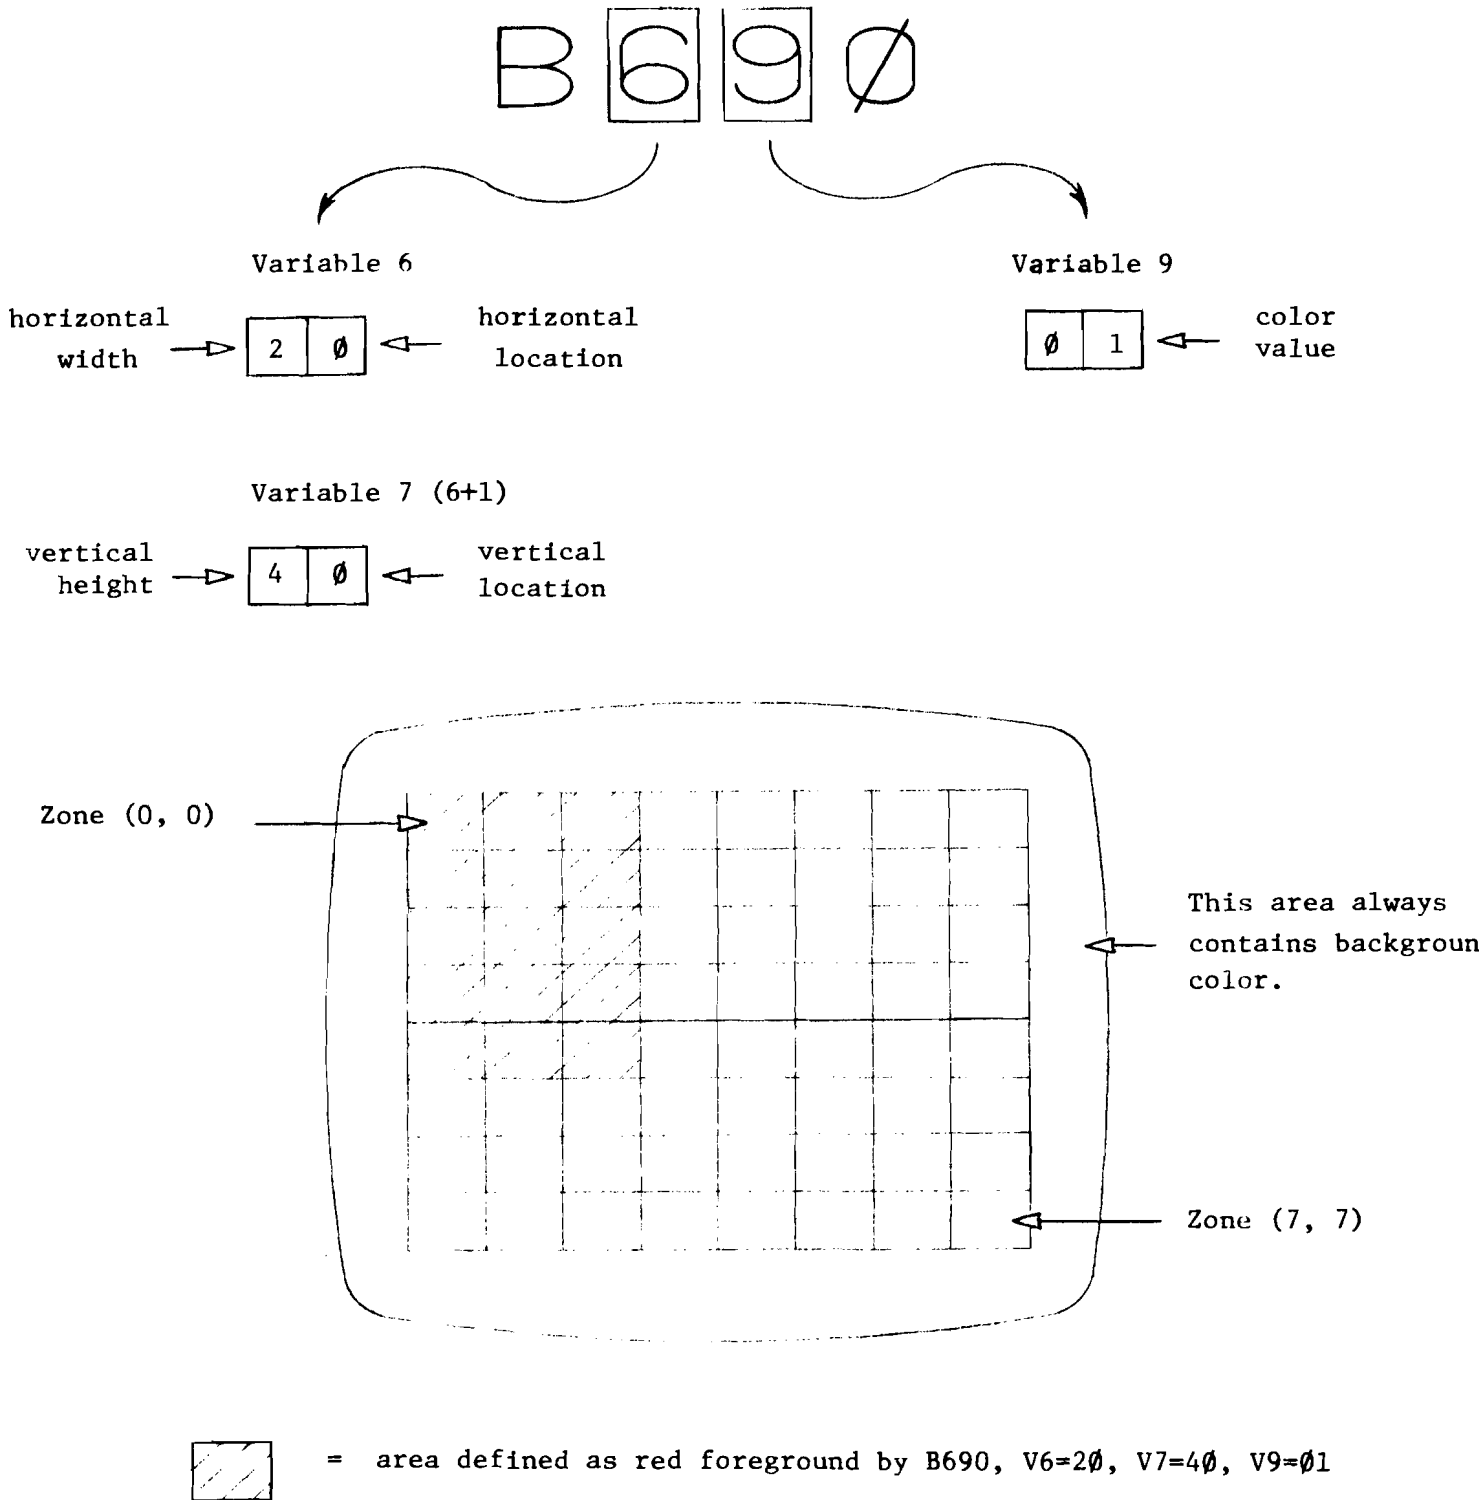 B 6 9 Ø
Variable 6
Variable 9
horizontal
width
2 Ø
horizontal
location
Ø 1
color
value
Variable 7 (6+1)
vertical
height
4 Ø
vertical
location
Zone (0, 0)
This area always
contains backgroun
color.
Zone (7, 7)
= area defined as red foreground by B690, V6=2Ø, V7=4Ø, V9=Ø1